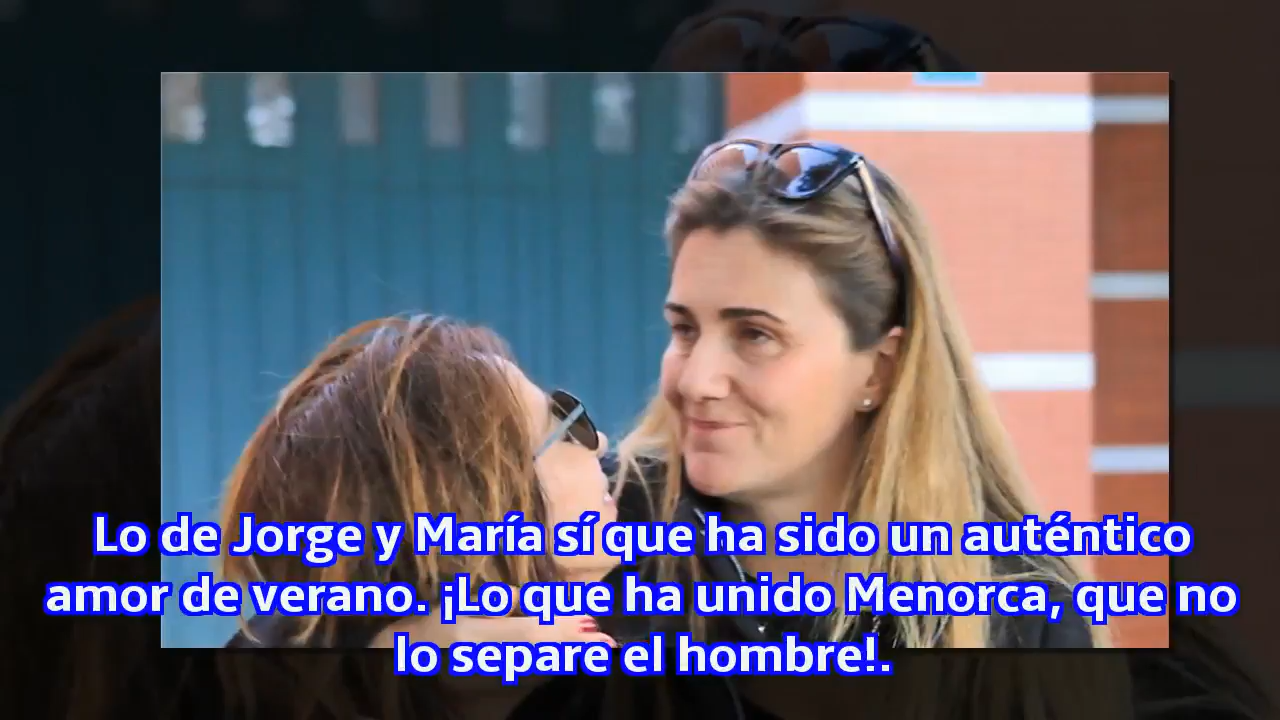 Lo de Jorge y María sí que ha sido un auténtico
amor de verano. ¡Lo que ha unido Menorca, que no
lo separe el hombre!.